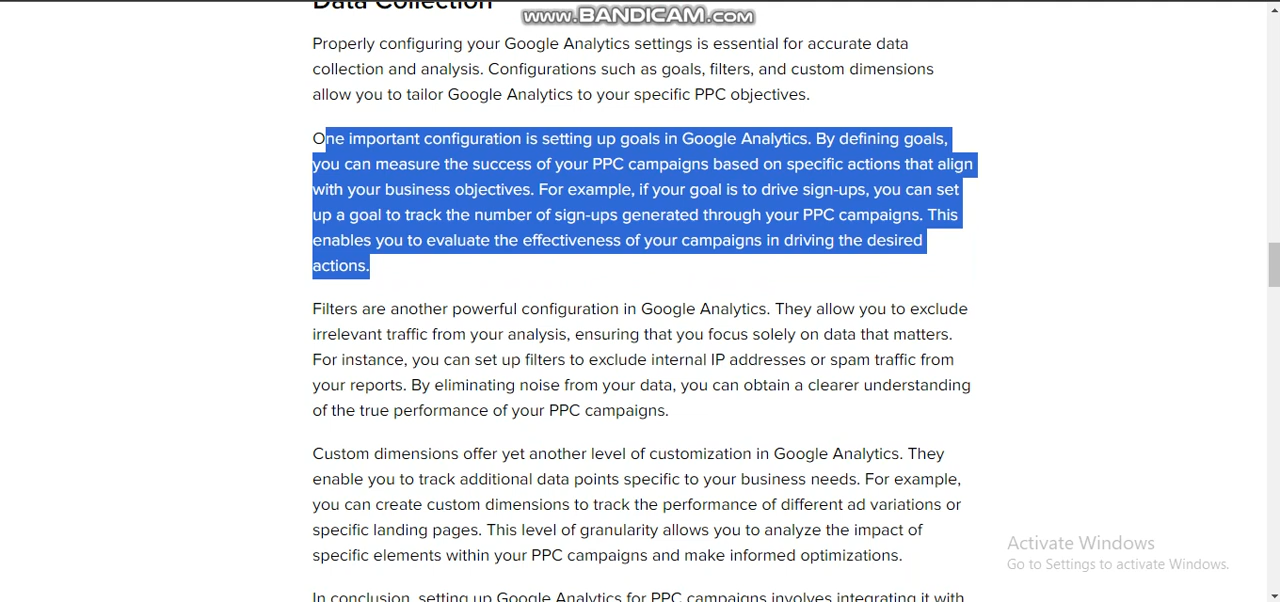 Data Collection
www.BANDICAM.com
Properly configuring your Google Analytics settings is essential for accurate data
collection and analysis. Configurations such as goals, filters, and custom dimensions
allow you to tailor Google Analytics to your specific PPC objectives.
One important configuration is setting up goals in Google Analytics. By defining goals,
you can measure the success of your PPC campaigns based on specific actions that align
with your business objectives. For example, if your goal is to drive sign-ups, you can set
up a goal to track the number of sign-ups generated through your PPC campaigns. This
enables you to evaluate the effectiveness of your campaigns in driving the desired
actions.
Filters are another powerful configuration in Google Analytics. They allow you to exclude
irrelevant traffic from your analysis, ensuring that you focus solely on data that matters.
For instance, you can set up filters to exclude internal IP addresses or spam traffic from
your reports. By eliminating noise from your data, you can obtain a clearer understanding
of the true performance of your PPC campaigns.
Custom dimensions offer yet another level of customization in Google Analytics. They
enable you to track additional data points specific to your business needs. For example,
you can create custom dimensions to track the performance of different ad variations or
specific landing pages. This level of granularity allows you to analyze the impact of
specific elements within your PPC campaigns and make informed optimizations.
Activate Windows
Go to Settings to activate Windows.
In conclusion, setting up Google Analytics for PPC campaigns involves integrating it with